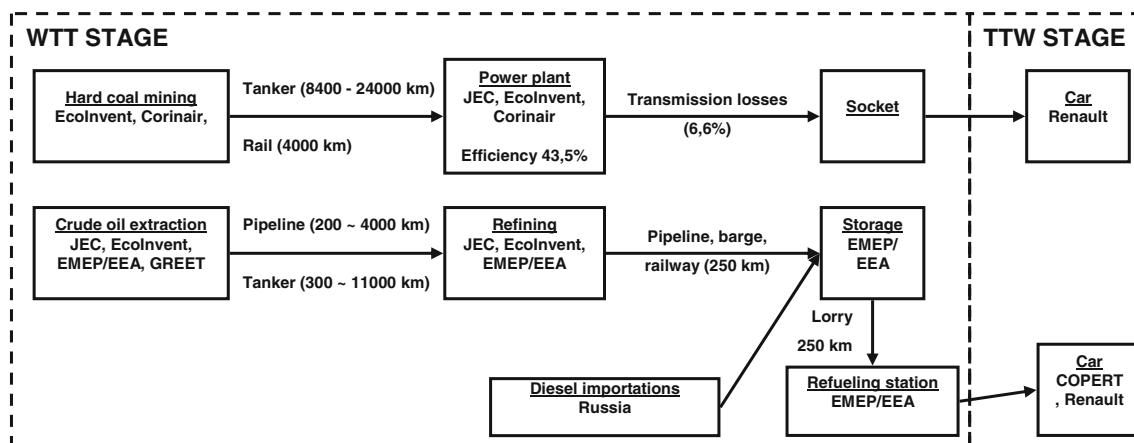 WTT STAGE
TTW STAGE
Hard coal mining
EcoInvent, Corinair,
Tanker (8400 - 24000 km)
Rail (4000 km)
Power plant
JEC, EcoInvent,
Corinair
Efficiency 43,5%
Transmission losses
(6,6%)
Socket
Car
Renault
Crude oil extraction
JEC, EcoInvent,
EMEP/EEA, GREET
Pipeline (200 ~ 4000 km)
Tanker (300 ~ 11000 km)
Refining
JEC, EcoInvent,
EMEP/EEA
Pipeline, barge,
railway (250 km)
Storage
EMEP/
EEA
Lorry
250 km
Diesel importations
Russia
Refueling station
EMEP/EEA
Car
COPERT
, Renault